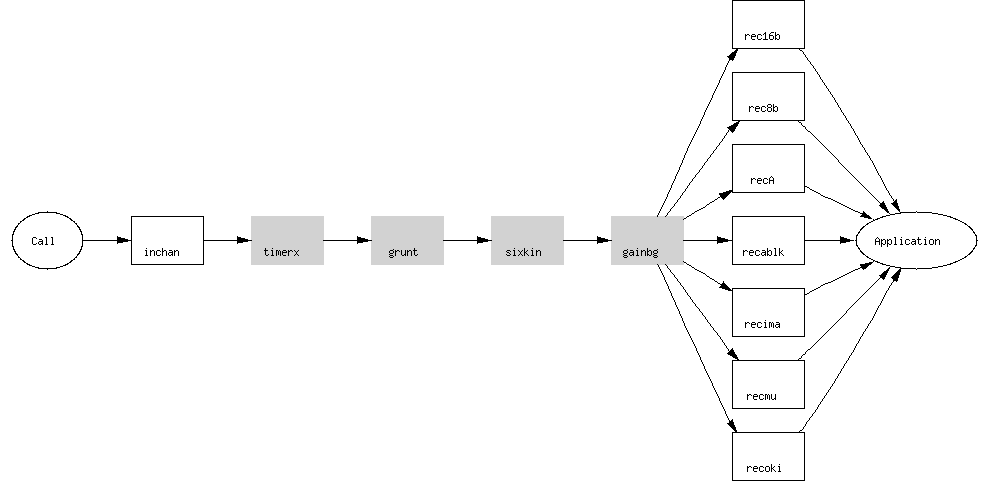 rec16b
rec8b
recA
Call
inchan
timerx
grunt
sixkin
gainbg
recablk
Application
recima
recmu
recoki